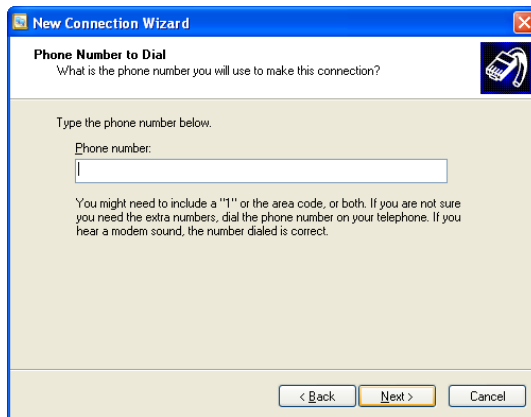 New Connection Wizard
Phone Number to Dial
What is the phone number you will use to make this connection?
Type the phone number below.
Phone number:
You might need to include a "1" or the area code, or both. If you are not sure
you need the extra numbers, dial the phone number on your telephone. If you
hear a modem sound, the number dialed is correct.
< Back
Next >
Cancel